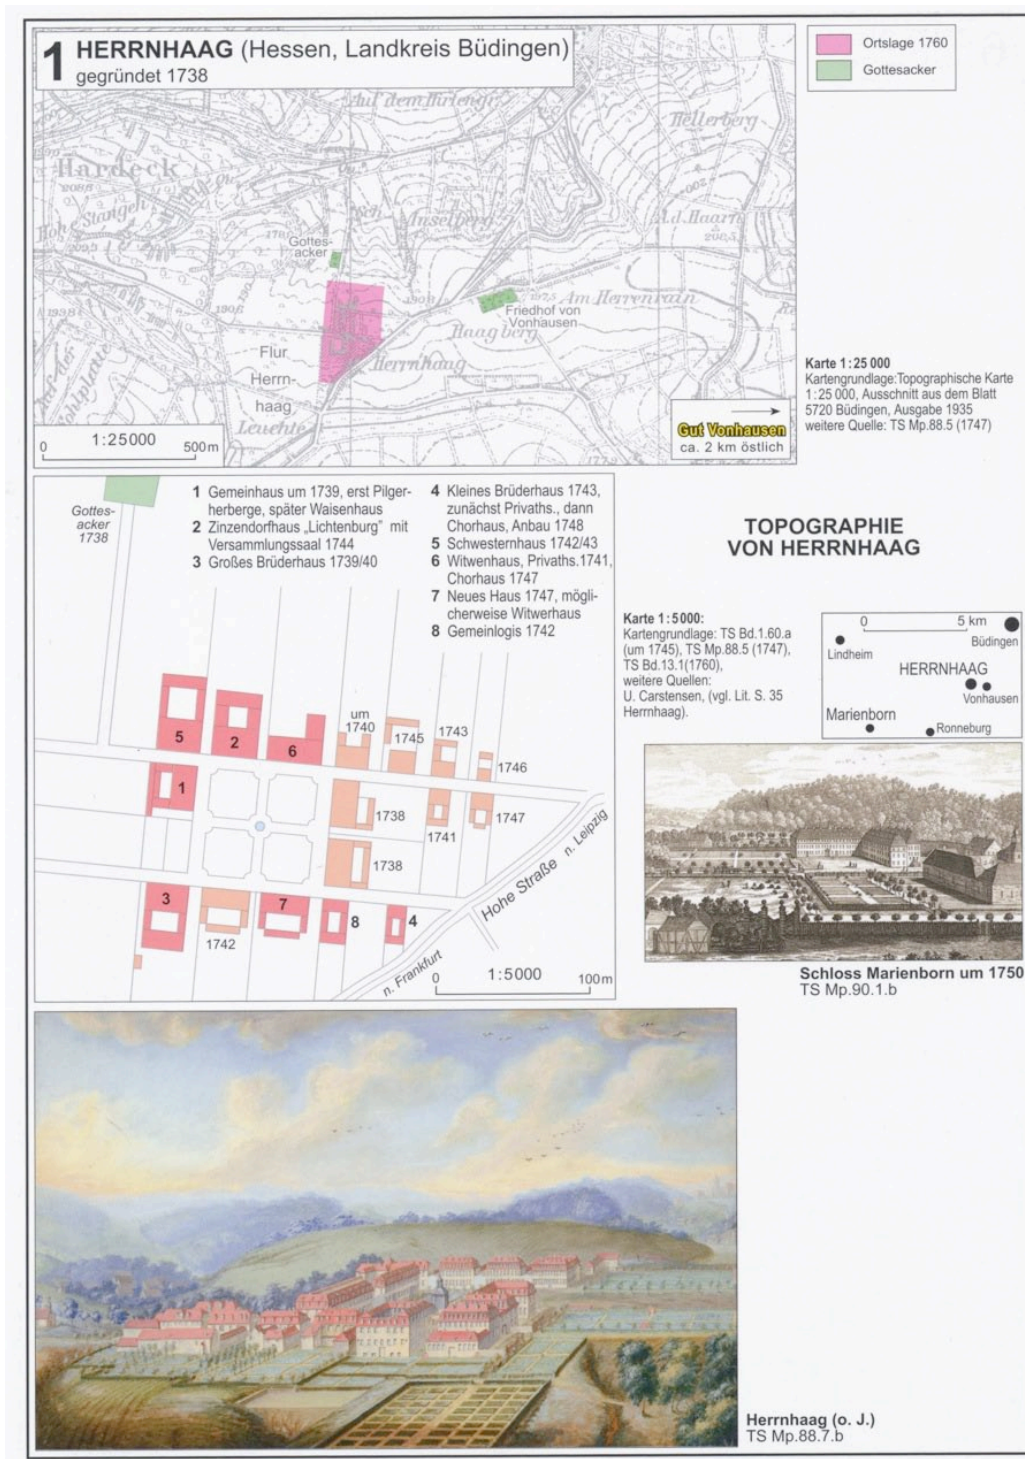 1 HERRNHAAG (Hessen, Landkreis Büdingen)
gegründet 1738
Ortslage 1760
Gottesacker
Auf dem
Hellerberg
Hardeck
Stangen
Inselberg
A.d. Haarn
Gottes-
acker
190,6
190,6
Am Herrenrain
Friedhof von
Vonhausen
Haagberg
Flur
Herrn-
haag
Herrnhaag
Leuchte
0 1:25000 500m
Gut Vonhausen
ca. 2 km östlich
Karte 1:25 000
Kartengrundlage:Topographische Karte
1:25 000, Ausschnitt aus dem Blatt
5720 Büdingen, Ausgabe 1935
weitere Quelle: TS Mp.88.5 (1747)
Gottes-
acker
1738
1 Gemeinhaus um 1739, erst Pilger-
herberge, später Waisenhaus
2 Zinzendorfhaus „Lichtenburg” mit
Versammlungssaal 1744
3 Großes Brüderhaus 1739/40
4 Kleines Brüderhaus 1743,
zunächst Privaths., dann
Chorhaus, Anbau 1748
5 Schwesternhaus 1742/43
6 Witwenhaus, Privaths.1741,
Chorhaus 1747
7 Neues Haus 1747, mögli-
cherweise Witwerhaus
8 Gemeinlogis 1742
5
2
6
um
1740
1745
1743
1746
1
1738
1741
1747
1738
3
1742
7
8
4
Hohe Straße
n. Leipzig
n. Frankfurt
0 1:5000 100m
TOPOGRAPHIE
VON HERRNHAAG
Karte 1:5000:
Kartengrundlage: TS Bd.1.60.a
(um 1745), TS Mp.88.5 (1747),
TS Bd.13.1(1760),
weitere Quellen:
U. Carstensen, (vgl. Lit. S. 35
Herrnhaag).
0 5 km
Büdingen
Lindheim
HERRNHAAG
Vonhausen
Marienborn
Ronneburg
Schloss Marienborn um 1750
TS Mp.90.1.b
Herrnhaag (o. J.)
TS Mp.88.7.b